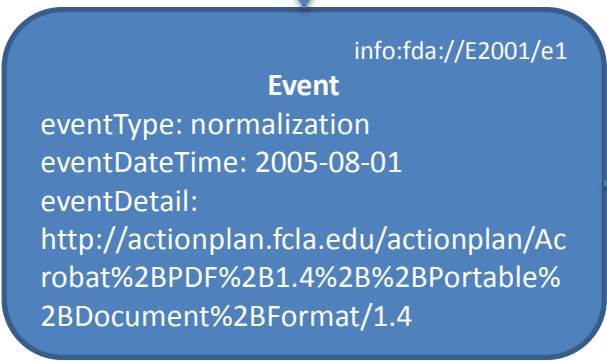 info:fda://E2001/e1
Event
eventType: normalization
eventDateTime: 2005-08-01
eventDetail:
http://actionplan.fcla.edu/actionplan/Ac
robat%2BPDF%2B1.4%2B%2BPortable%
2BDocument%2BFormat/1.4